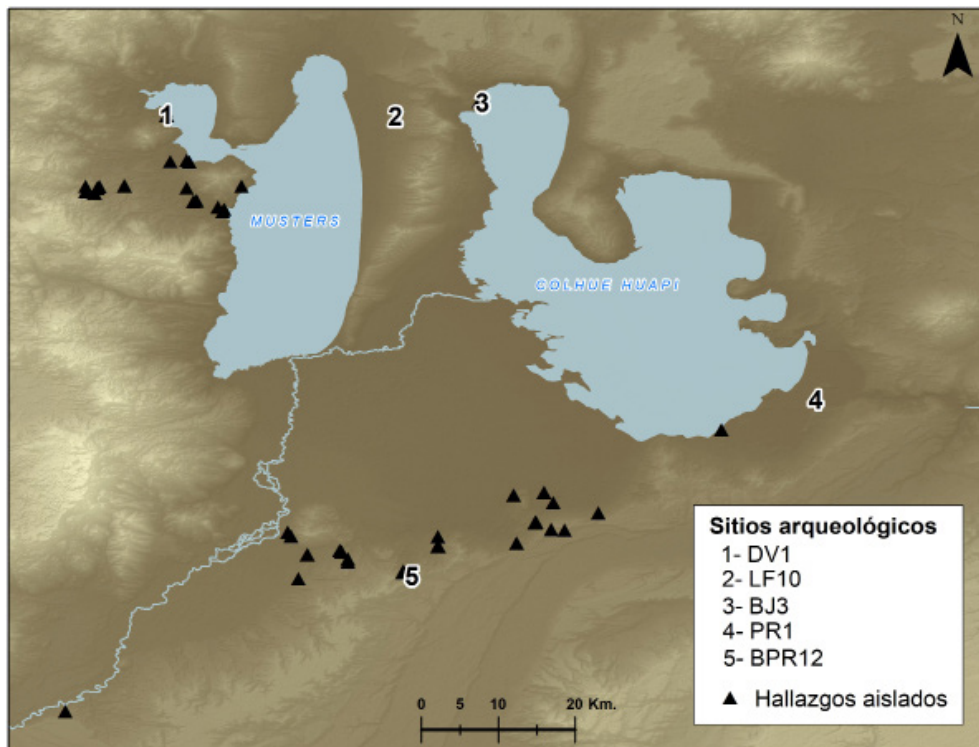 N
1
2
3
MUSTERS
COLHUE HUAPI
4
5
Sitios arqueológicos
1- DV1
2- LF10
3- BJ3
4- PR1
5- BPR12
Hallazgos aislados
0 5 10 20 Km.